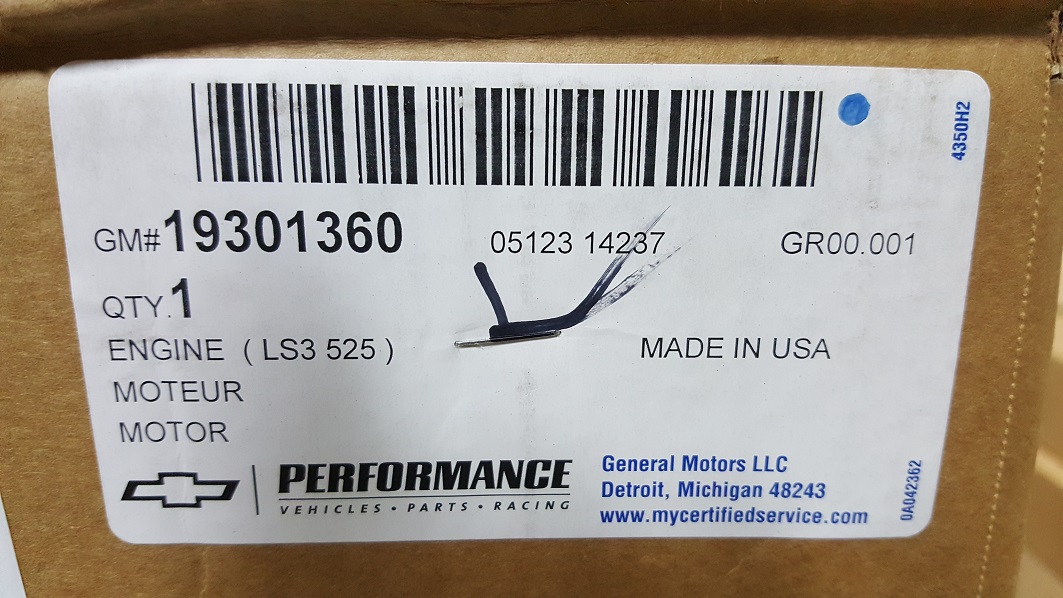 4350H2
GM#19301360 05123 14237 GR00.001
QTY.1
ENGINE ( LS3 525 ) MADE IN USA
MOTEUR
MOTOR
PERFORMANCE
VEHICLES • PARTS • RACING
General Motors LLC
Detroit, Michigan 48243
www.mycertifiedservice.com
0A042362